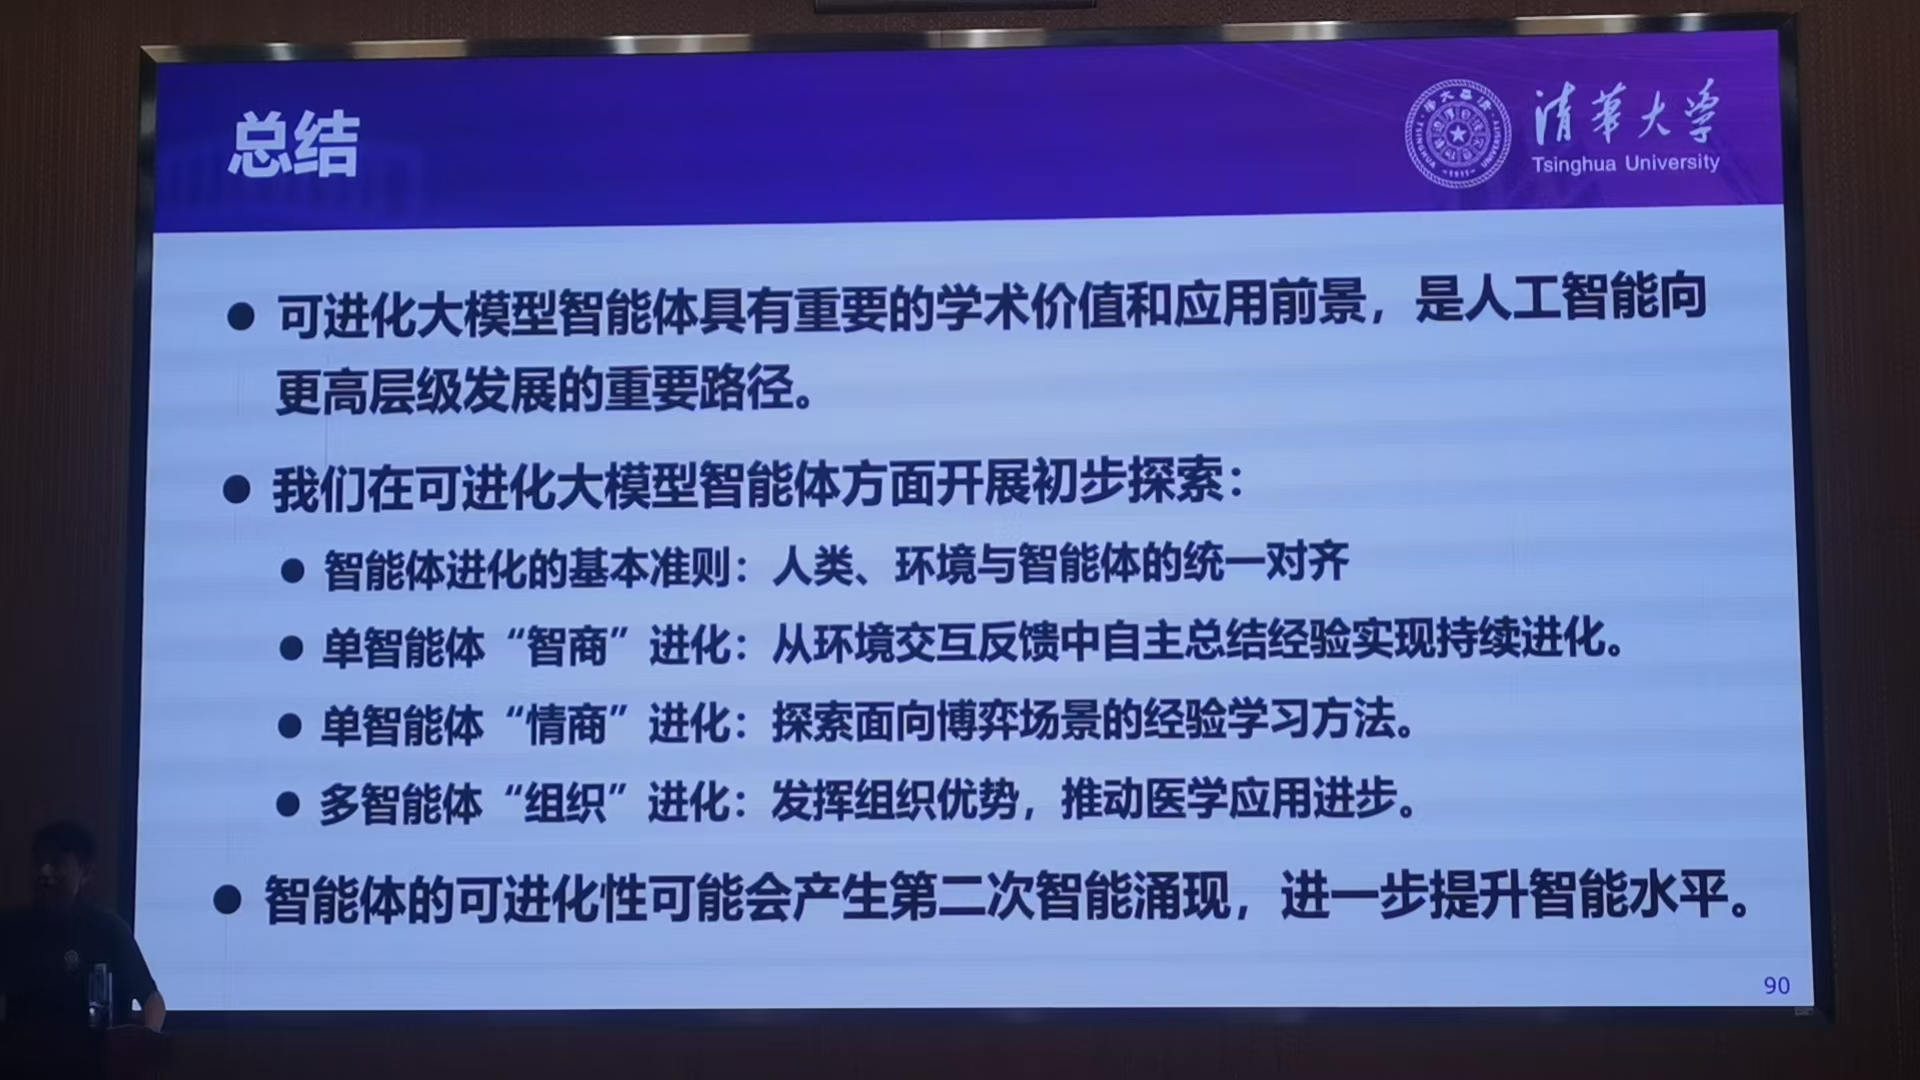 总结
清华大学
Tsinghua University
● 可进化大模型智能体具有重要的学术价值和应用前景，是人工智能向
更高层级发展的重要路径。
● 我们在可进化大模型智能体方面开展初步探索：
● 智能体进化的基本准则：人类、环境与智能体的统一对齐
● 单智能体“智商”进化：从环境交互反馈中自主总结经验实现持续进化。
● 单智能体“情商”进化：探索面向博弈场景的经验学习方法。
● 多智能体“组织”进化：发挥组织优势，推动医学应用进步。
● 智能体的可进化性可能会产生第二次智能涌现，进一步提升智能水平。
90